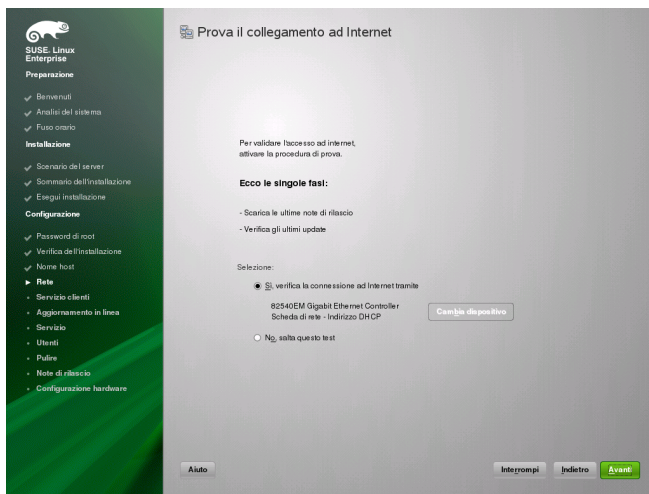 SUSE. Linux
Enterprise
Preparazione
Benvenuti
Analisi del sistema
Fuso orario
Installazione
Scenario del server
Sommario dell'installazione
Esegui installazione
Configurazione
Password di root
Verifica dell'installazione
Nome host
Rete
Servizio clienti
Aggiornamento in linea
Servizio
Utenti
Pulire
Note di rilascio
Configurazione hardware
Prova il collegamento ad Internet
Per validare l'accesso ad internet,
attivare la procedura di prova.
Ecco le singole fasi:
- Scarica le ultime note di rilascio
- Verifica gli ultimi update
Selezione:
Sì, verifica la connessione ad Internet tramite
82540EM Gigabit Ethernet Controller
Scheda di rete - Indirizzo DHCP
Cambia dispositivo
No, salta questo test
Aiuto
Interrompi
Indietro
Avanti